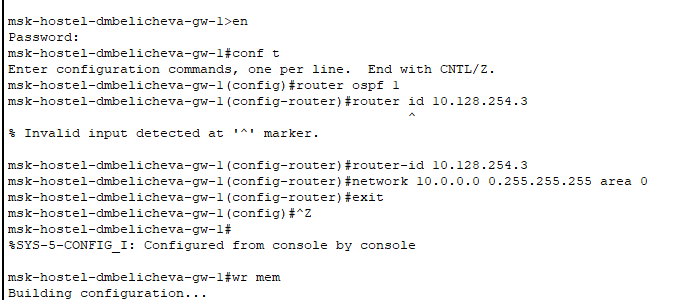 msk-hostel-dmbelicheva-gw-1>en
Password:
msk-hostel-dmbelicheva-gw-1#conf t
Enter configuration commands, one per line.  End with CNTL/Z.
msk-hostel-dmbelicheva-gw-1(config)#router ospf 1
msk-hostel-dmbelicheva-gw-1(config-router)#router id 10.128.254.3
^
% Invalid input detected at '^' marker.
msk-hostel-dmbelicheva-gw-1(config-router)#router-id 10.128.254.3
msk-hostel-dmbelicheva-gw-1(config-router)#network 10.0.0.0 0.255.255.255 area 0
msk-hostel-dmbelicheva-gw-1(config-router)#exit
msk-hostel-dmbelicheva-gw-1(config)#^Z
msk-hostel-dmbelicheva-gw-1#
%SYS-5-CONFIG_I: Configured from console by console
msk-hostel-dmbelicheva-gw-1#wr mem
Building configuration...